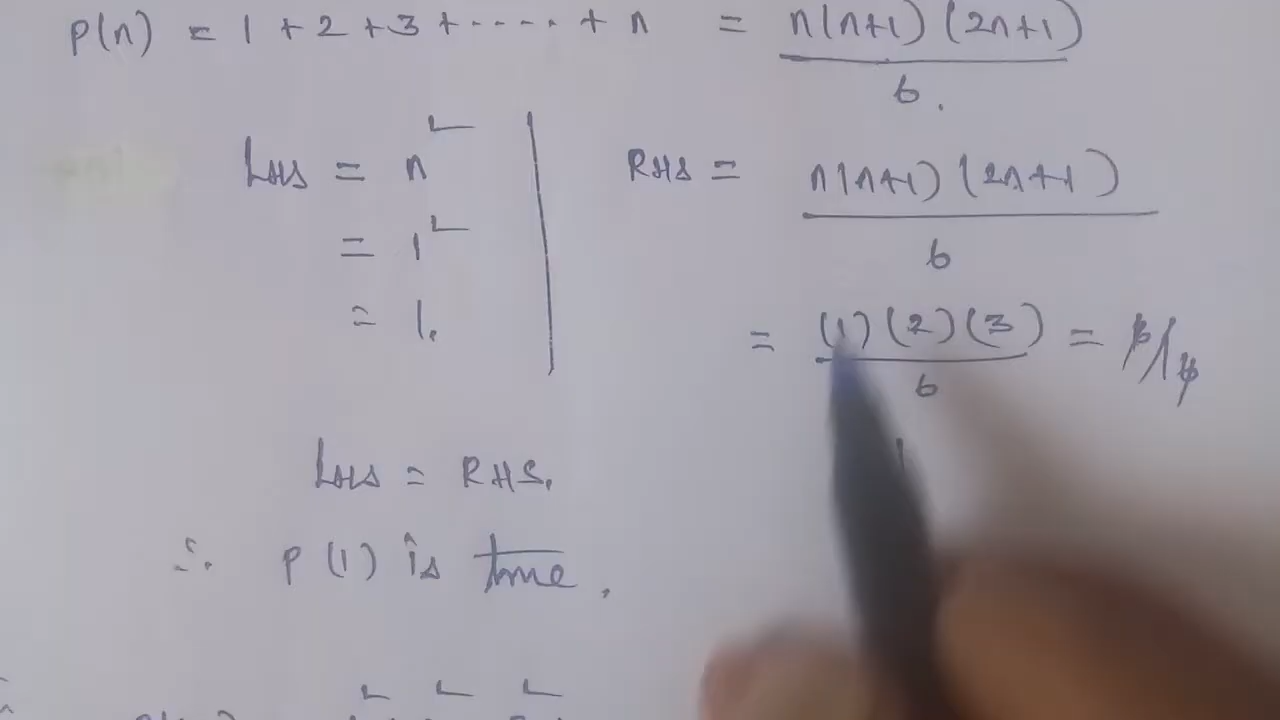 P(n) = 1 + 2 + 3 + ..... + n = n(n+1)(2n+1)/6.
LHS = n² RHS = n(n+1)(2n+1)/6
= 1² = (1)(2)(3)/6 = 6/6
= 1. 1
LHS = RHS.
∴ P(1) is true.